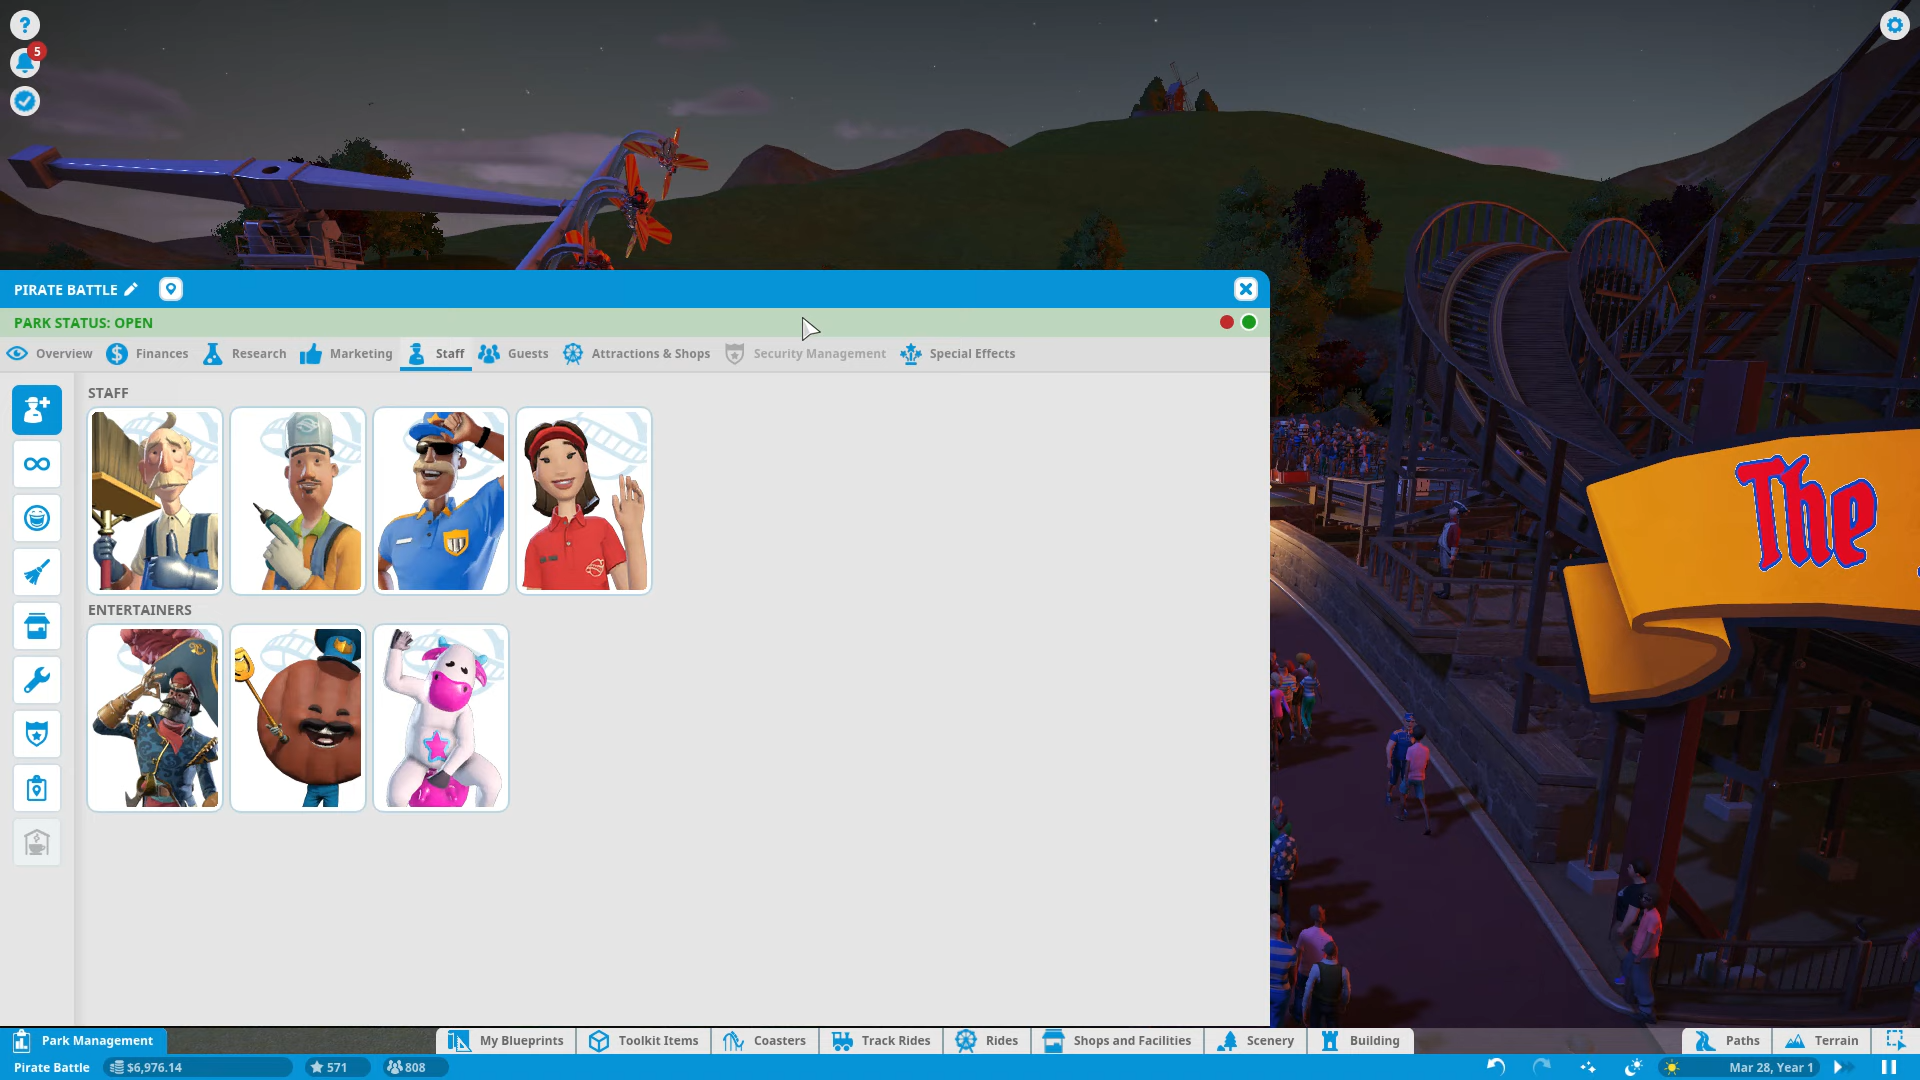 ?
5
PIRATE BATTLE
PARK STATUS: OPEN
Overview Finances Research Marketing Staff Guests Attractions & Shops Security Management Special Effects
STAFF
ENTERTAINERS
The
Park Management My Blueprints Toolkit Items Coasters Track Rides Rides Shops and Facilities Scenery Building Paths Terrain
Pirate Battle $6,976.14 571 808 Mar 28, Year 1